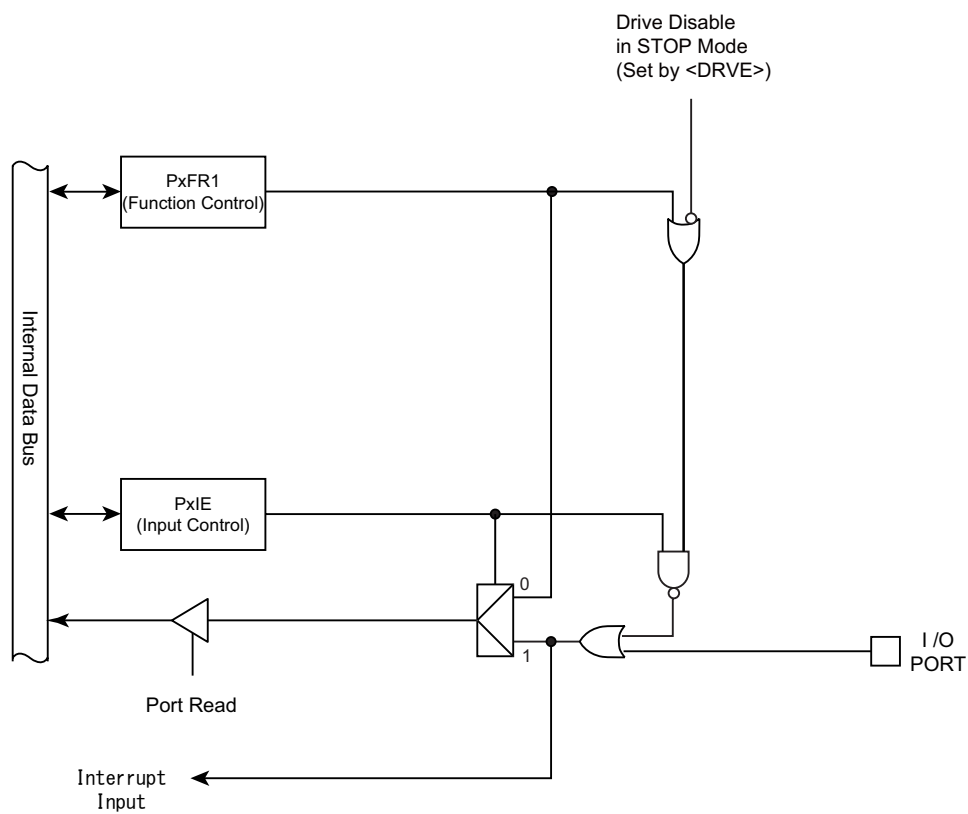 Drive Disable
in STOP Mode
(Set by <DRVE>)
PxFR1
(Function Control)
Internal Data Bus
PxIE
(Input Control)
0
1
I /O
PORT
Port Read
Interrupt
Input